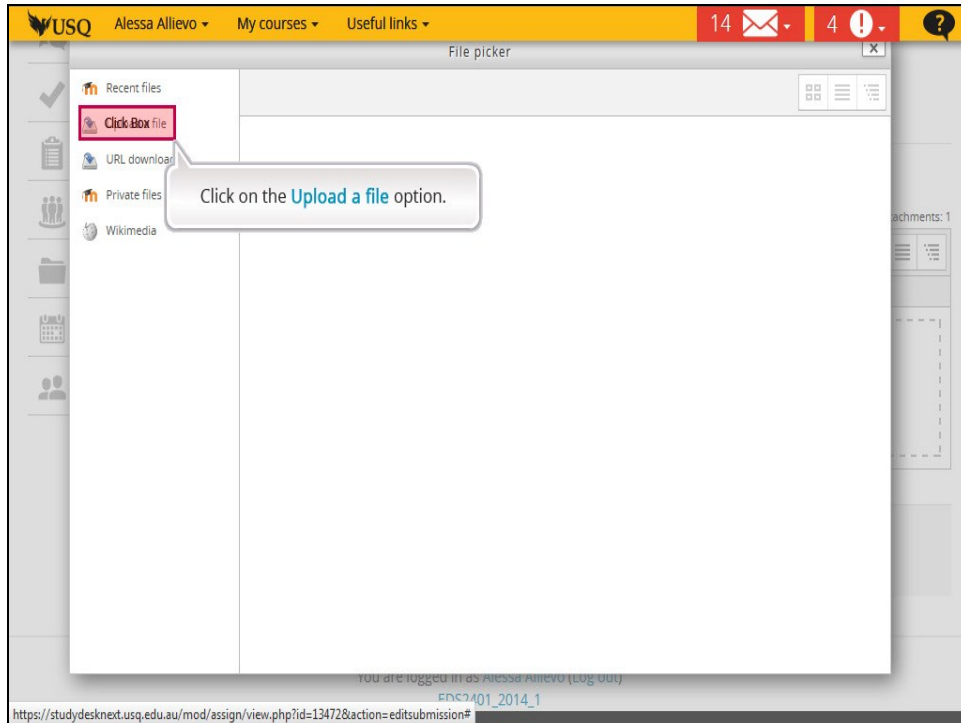 USQ Alessa Allievo My courses Useful links 14 4 ! ?
File picker x
Recent files
Click Box file
URL download
Click on the Upload a file option.
Private files
Wikimedia
achments: 1
You are logged in as Alessa Allievo (Log out)
EDS2401_2014_1
https://studydesknext.usq.edu.au/mod/assign/view.php?id=13472&action=editsubmission#